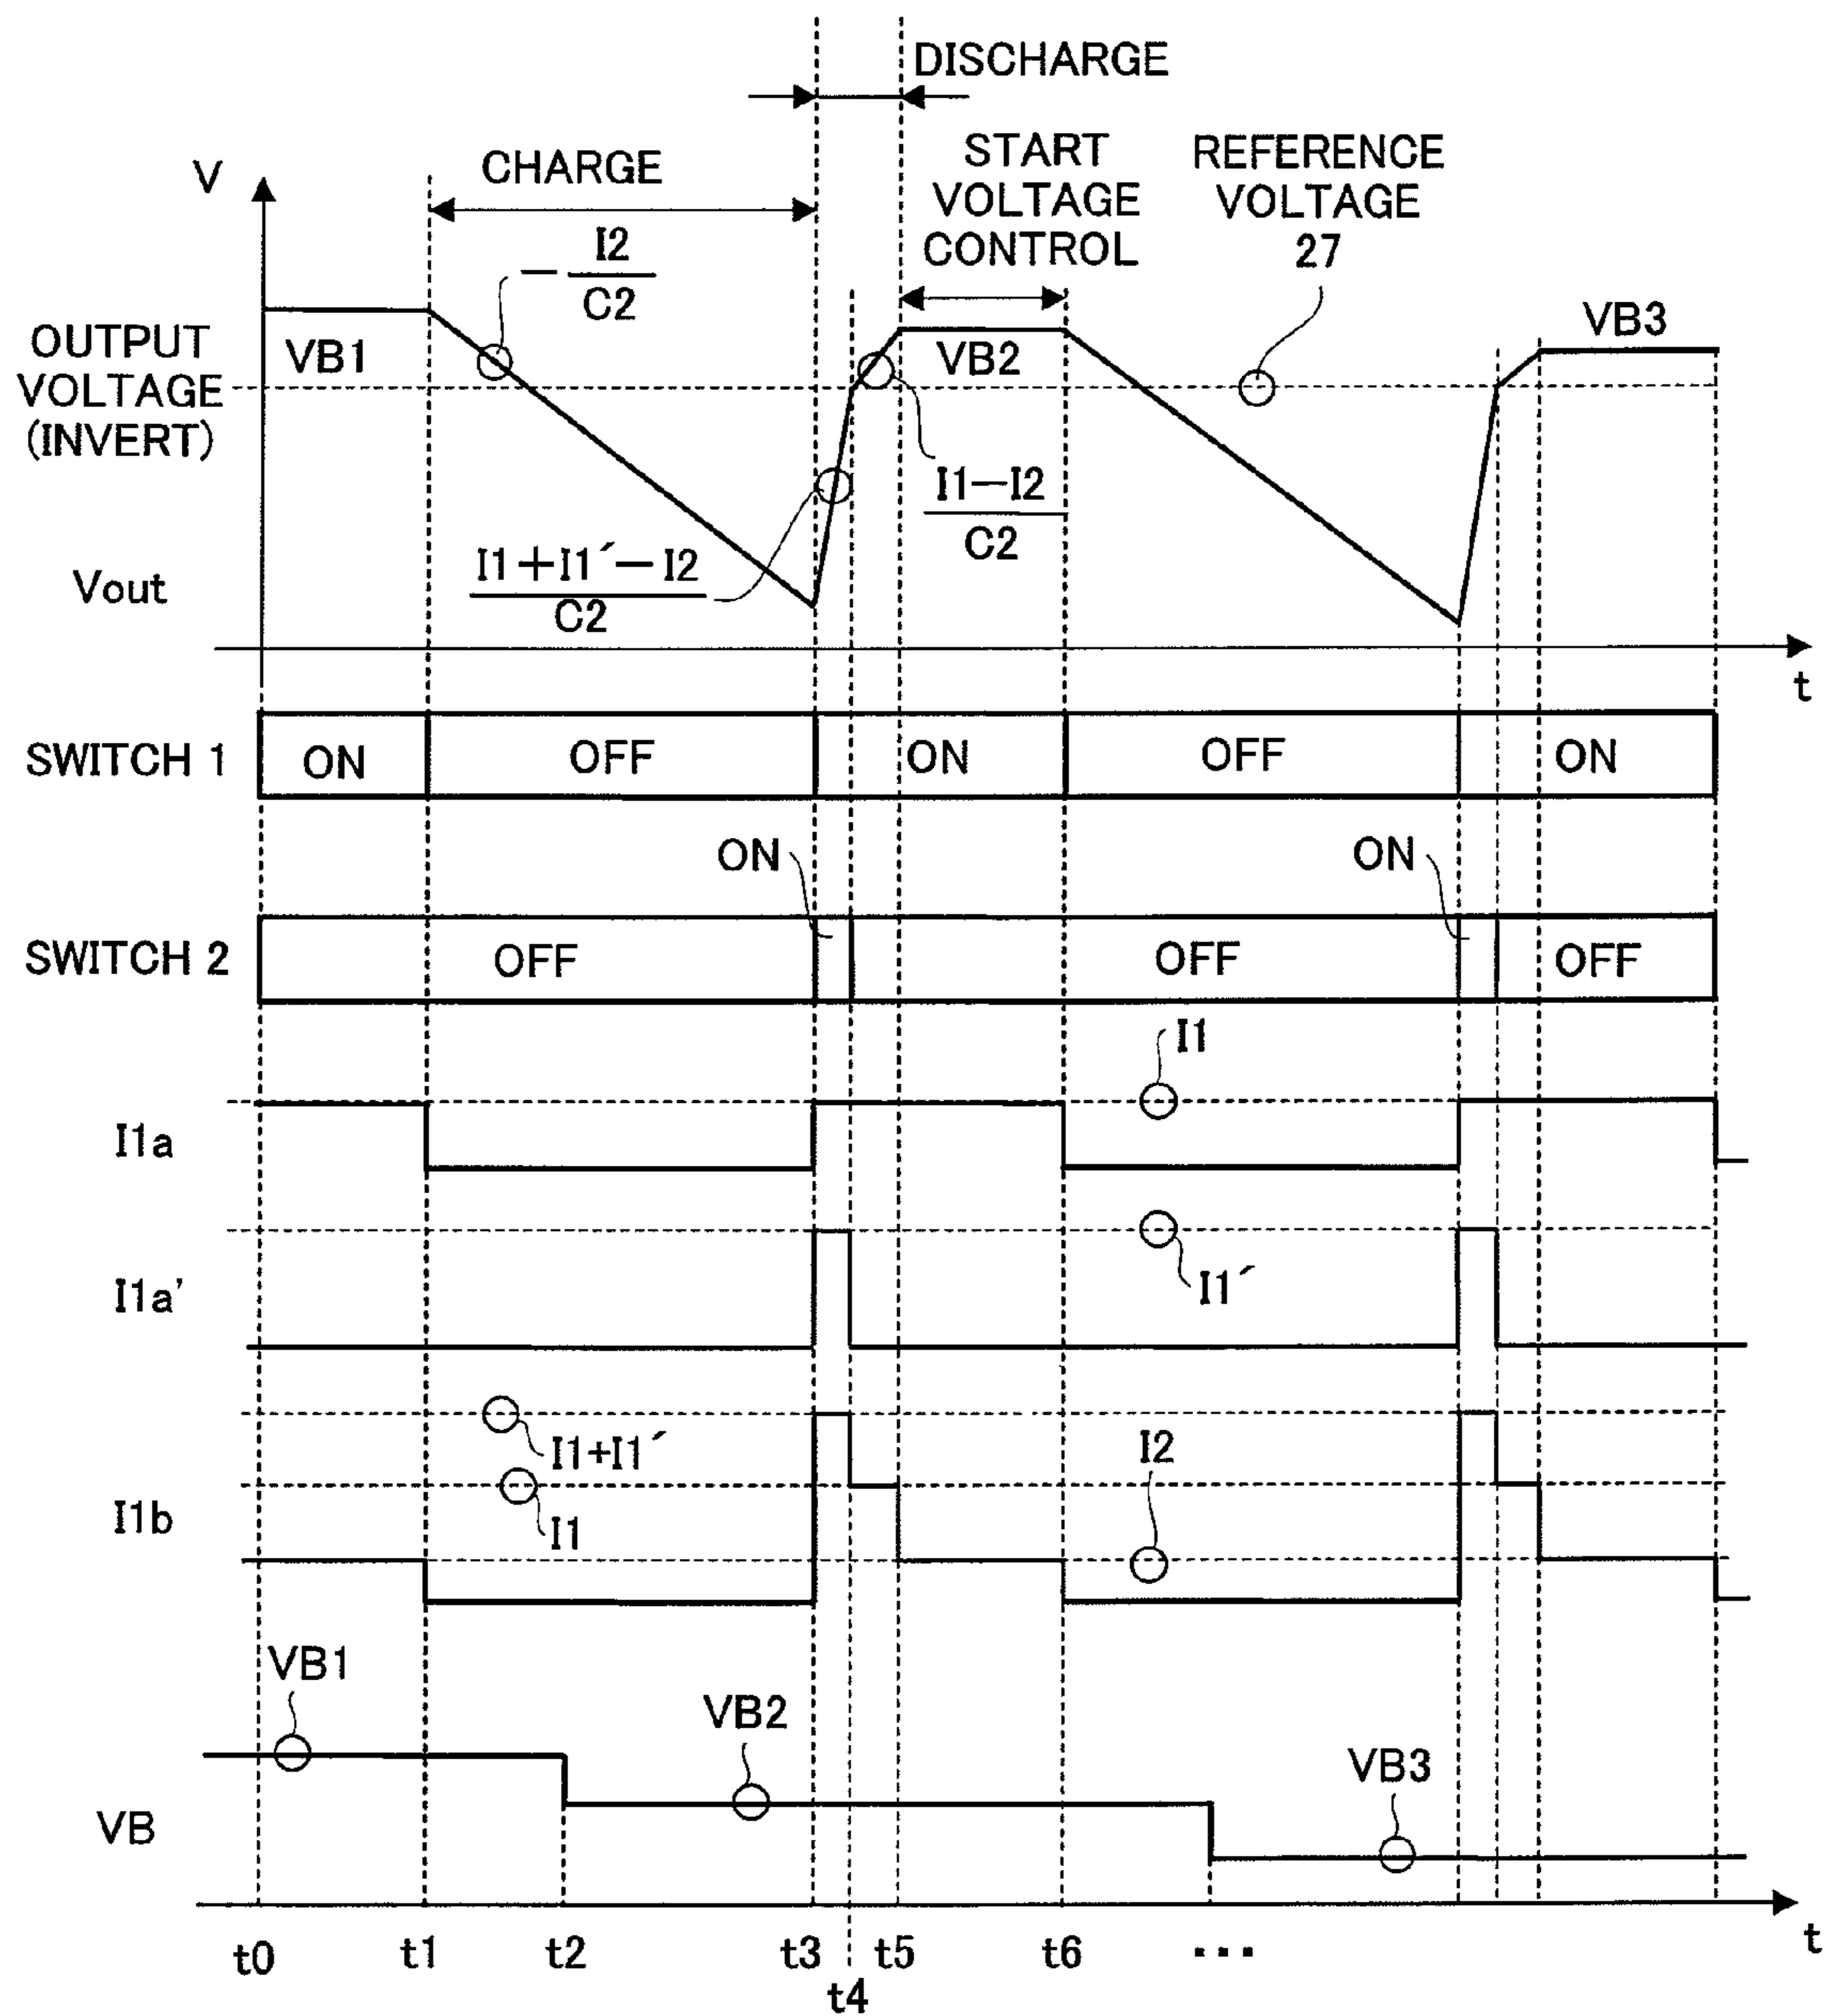 DISCHARGE
V
CHARGE
START
VOLTAGE
CONTROL
REFERENCE
VOLTAGE
27
− I2
C2
OUTPUT
VOLTAGE
(INVERT)
VB1
VB2
VB3
I1−I2
C2
I1+I1´−I2
C2
Vout
t
SWITCH 1
ON
OFF
ON
OFF
ON
ON
ON
SWITCH 2
OFF
OFF
OFF
I1
I1a
I1´
I1a'
I1+I1´
I2
I1
I1b
VB1
VB2
VB3
VB
t0
t1
t2
t3
t4
t5
t6
...
t